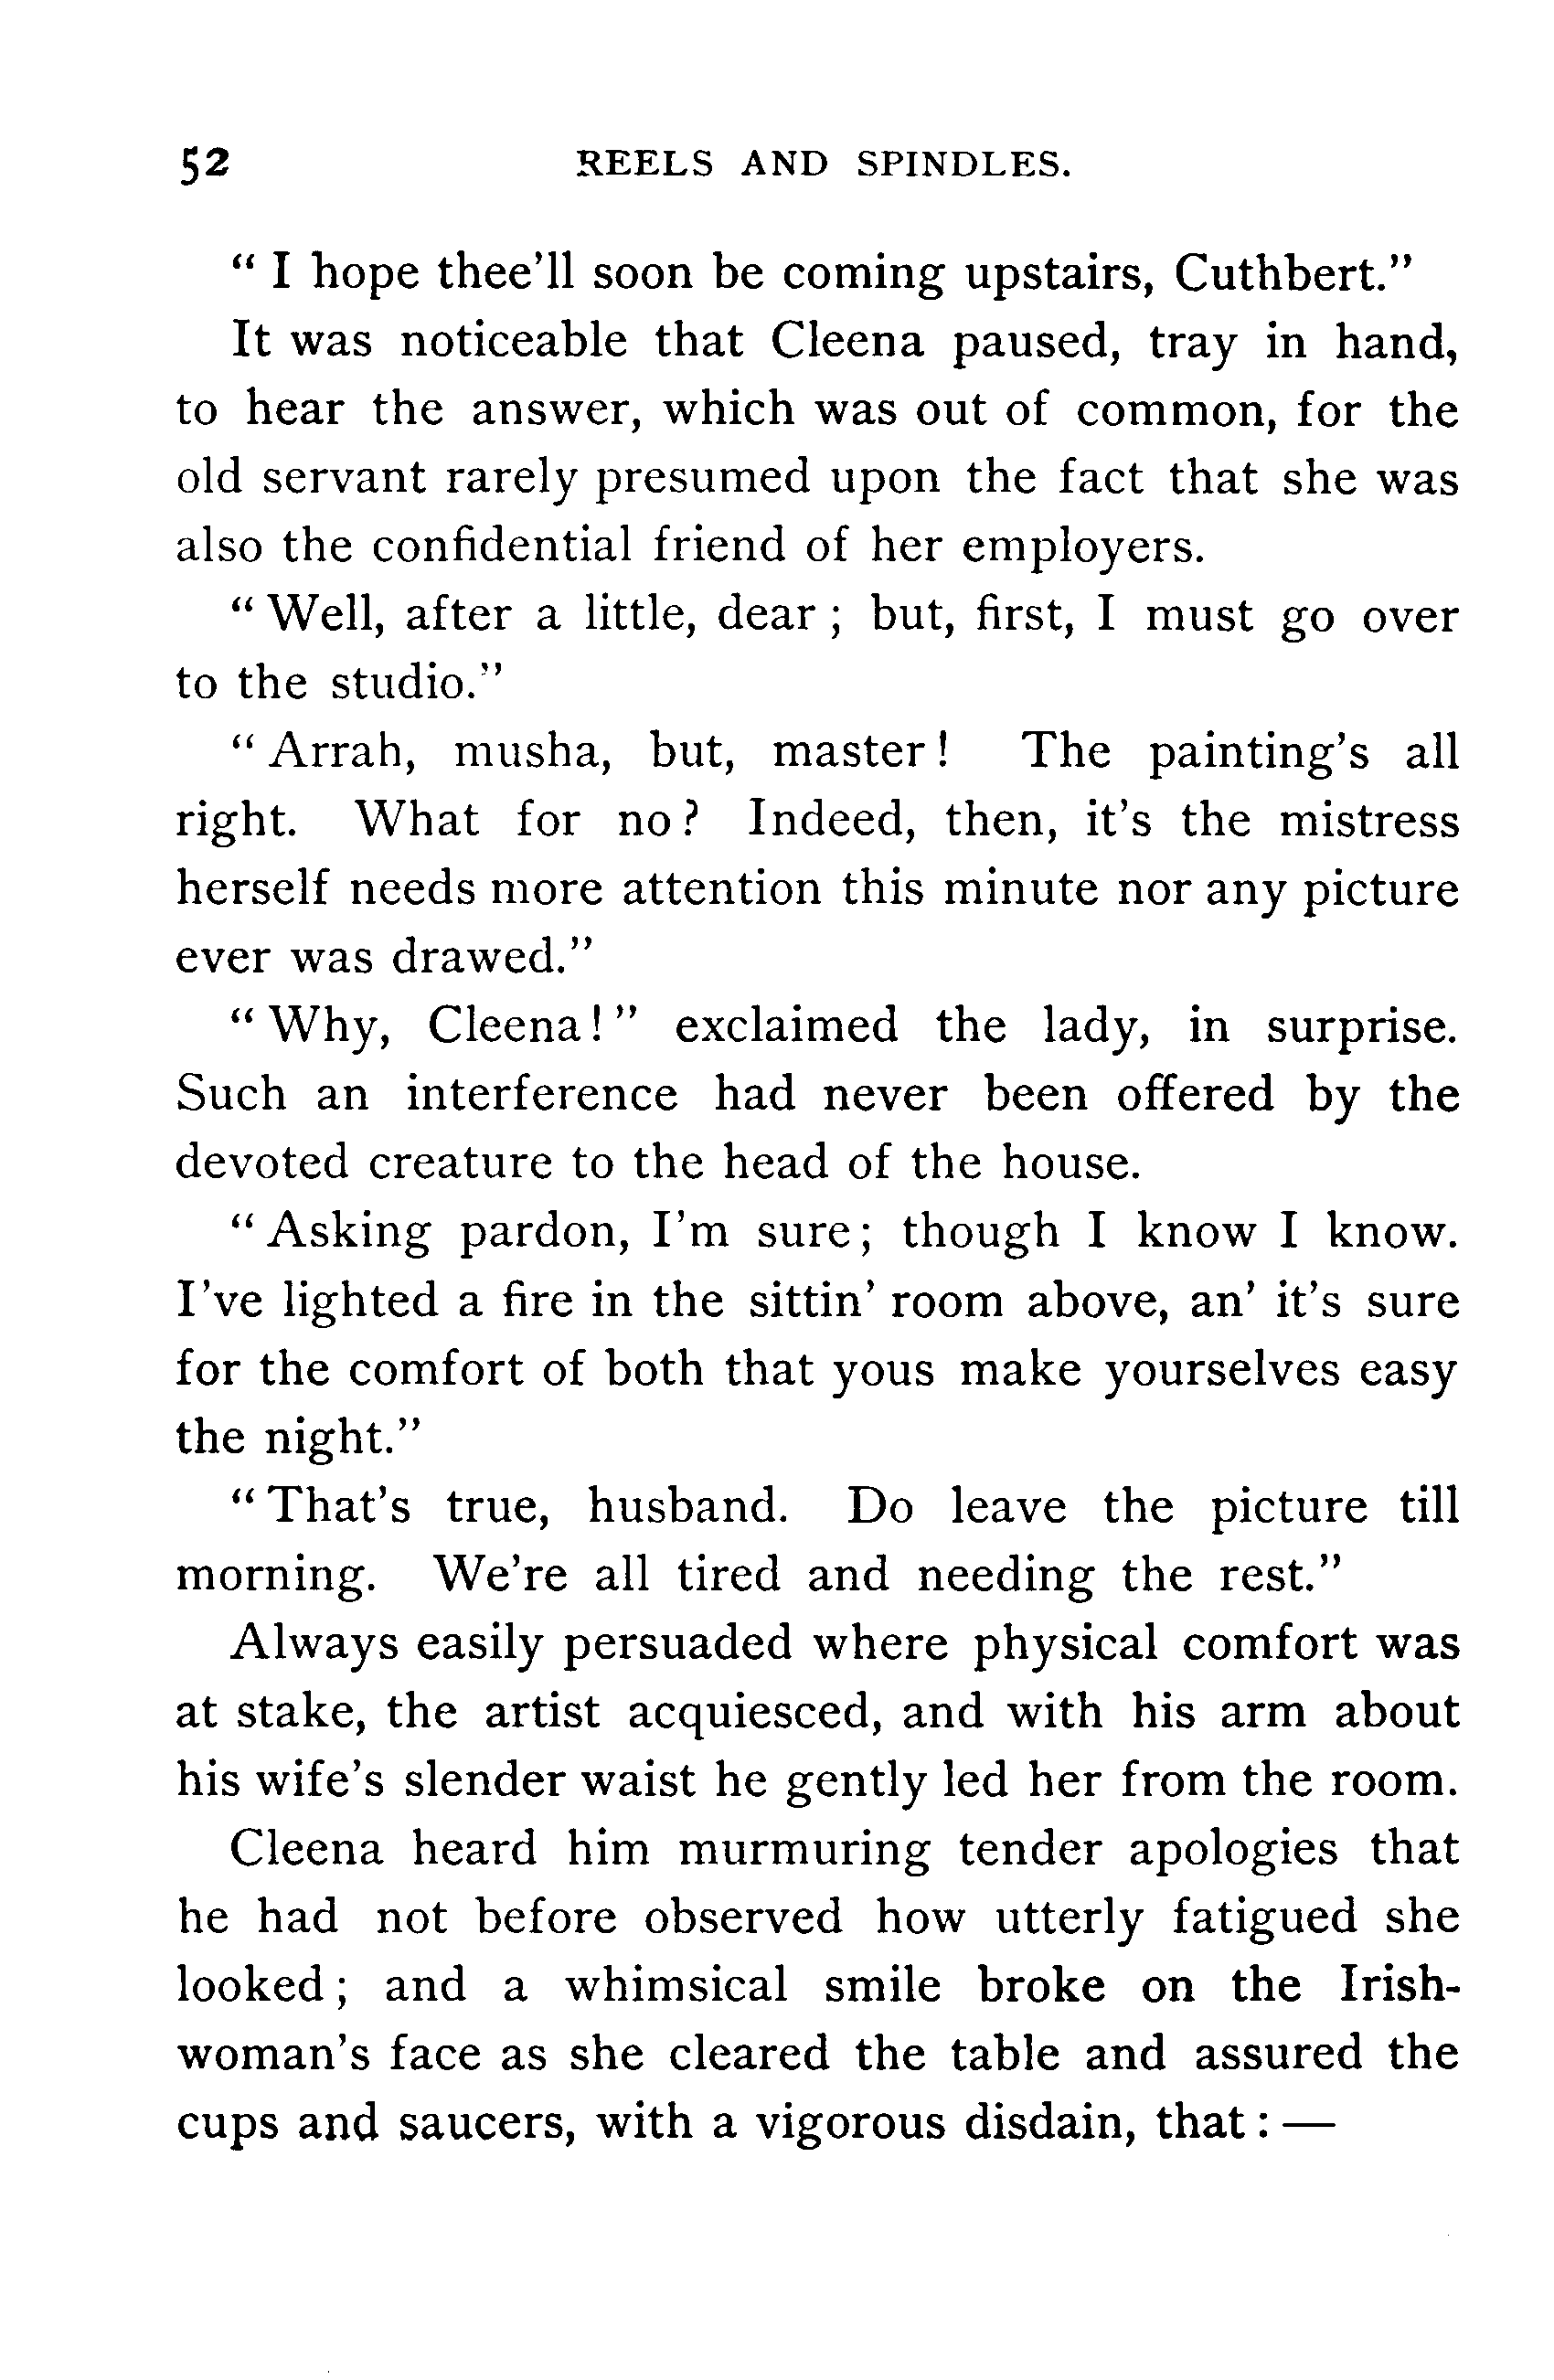 52 REELS AND SPINDLES.
“ I hope thee’ll soon be coming upstairs, Cuthbert.”
It was noticeable that Cleena paused, tray in hand,
to hear the answer, which was out of common, for the
old servant rarely presumed upon the fact that she was
also the confidential friend of her employers.
“ Well, after a little, dear ; but, first, I must go over
to the studio.”
“ Arrah, musha, but, master! The painting’s all
right. What for no ? Indeed, then, it’s the mistress
herself needs more attention this minute nor any picture
ever was drawed.”
“ Why, Cleena! ” exclaimed the lady, in surprise.
Such an interference had never been offered by the
devoted creature to the head of the house.
“ Asking pardon, I’m sure; though I know I know.
I’ve lighted a fire in the sittin’ room above, an’ it’s sure
for the comfort of both that yous make yourselves easy
the night.”
“ That’s true, husband. Do leave the picture till
morning. We’re all tired and needing the rest.”
Always easily persuaded where physical comfort was
at stake, the artist acquiesced, and with his arm about
his wife’s slender waist he gently led her from the room.
Cleena heard him murmuring tender apologies that
he had not before observed how utterly fatigued she
looked ; and a whimsical smile broke on the Irish-
woman’s face as she cleared the table and assured the
cups and saucers, with a vigorous disdain, that : —